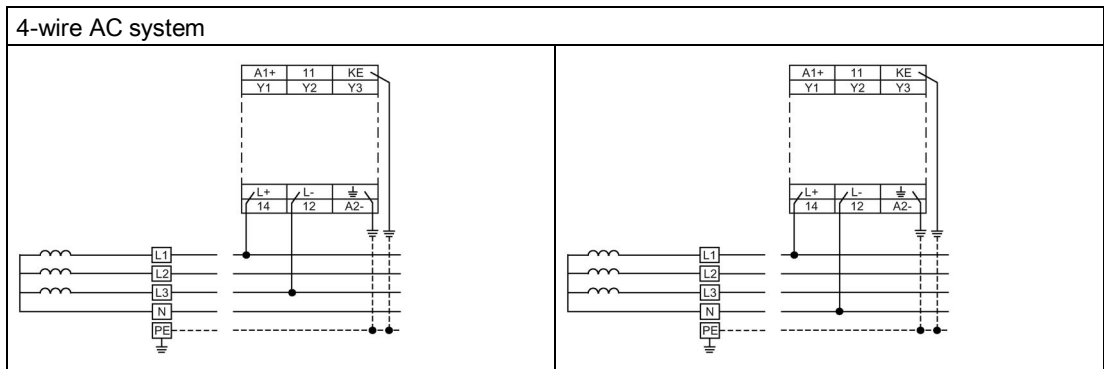 4-wire AC system
A1+ 11 KE
Y1 Y2 Y3
L+ L-
14 12 A2-
L1
L2
L3
N
PE
A1+ 11 KE
Y1 Y2 Y3
L+ L-
14 12 A2-
L1
L2
L3
N
PE